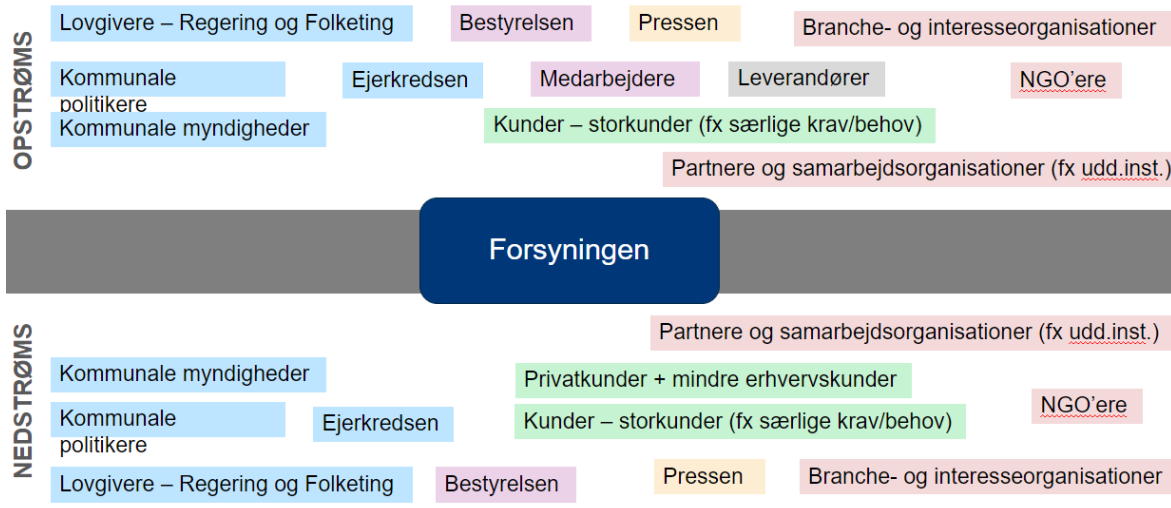 OPSTRØMS
Lovgivere – Regering og Folketing
Bestyrelsen
Pressen
Branche- og interesseorganisationer
Kommunale
politikere
Ejerkredsen
Medarbejdere
Leverandører
NGO’ere
Kommunale myndigheder
Kunder – storkunder (fx særlige krav/behov)
Partnere og samarbejdsorganisationer (fx udd.inst.)
Forsyningen
NEDSTRØMS
Partnere og samarbejdsorganisationer (fx udd.inst.)
Kommunale myndigheder
Privatkunder + mindre erhvervskunder
NGO’ere
Kommunale
politikere
Ejerkredsen
Kunder – storkunder (fx særlige krav/behov)
Lovgivere – Regering og Folketing
Bestyrelsen
Pressen
Branche- og interesseorganisationer